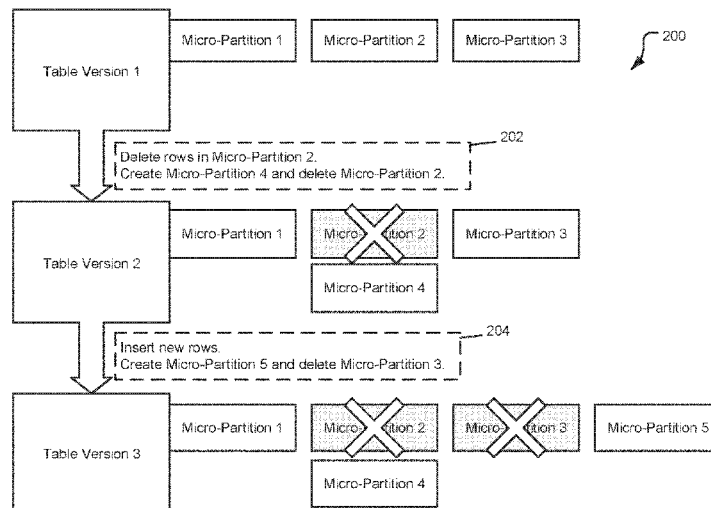 Table Version 1
Micro-Partition 1
Micro-Partition 2
Micro-Partition 3
200
202
Delete rows in Micro-Partition 2.
Create Micro-Partition 4 and delete Micro-Partition 2.
Table Version 2
Micro-Partition 1
Micro- tition 2
Micro-Partition 3
Micro-Partition 4
204
Insert new rows.
Create Micro-Partition 5 and delete Micro-Partition 3.
Table Version 3
Micro-Partition 1
Micro- tition 2
Micro- tition 3
Micro-Partition 5
Micro-Partition 4